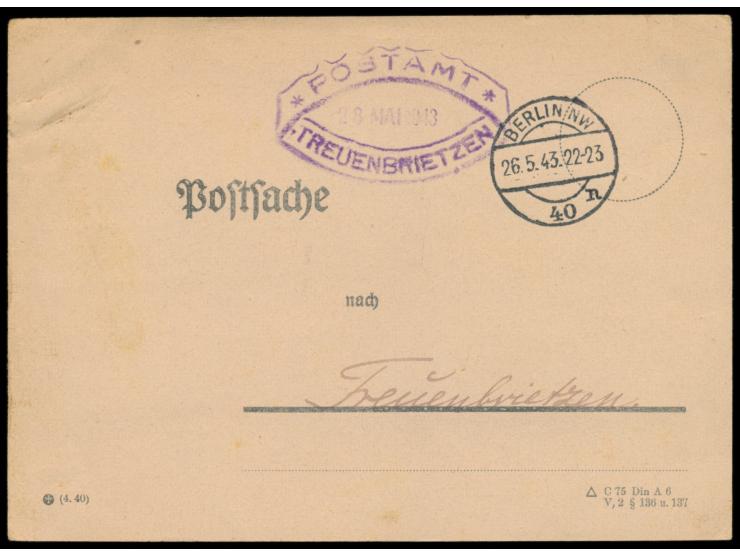 * POSTAMT *
28 MAI 1943
TREUENBRIETZEN
BERLIN NW
26.5.43.22-23
40 n
Poſtſache
nach
Treuenbrietzen.
(4. 40)
△ C 75 Din A 6
V, 2 § 136 u. 137